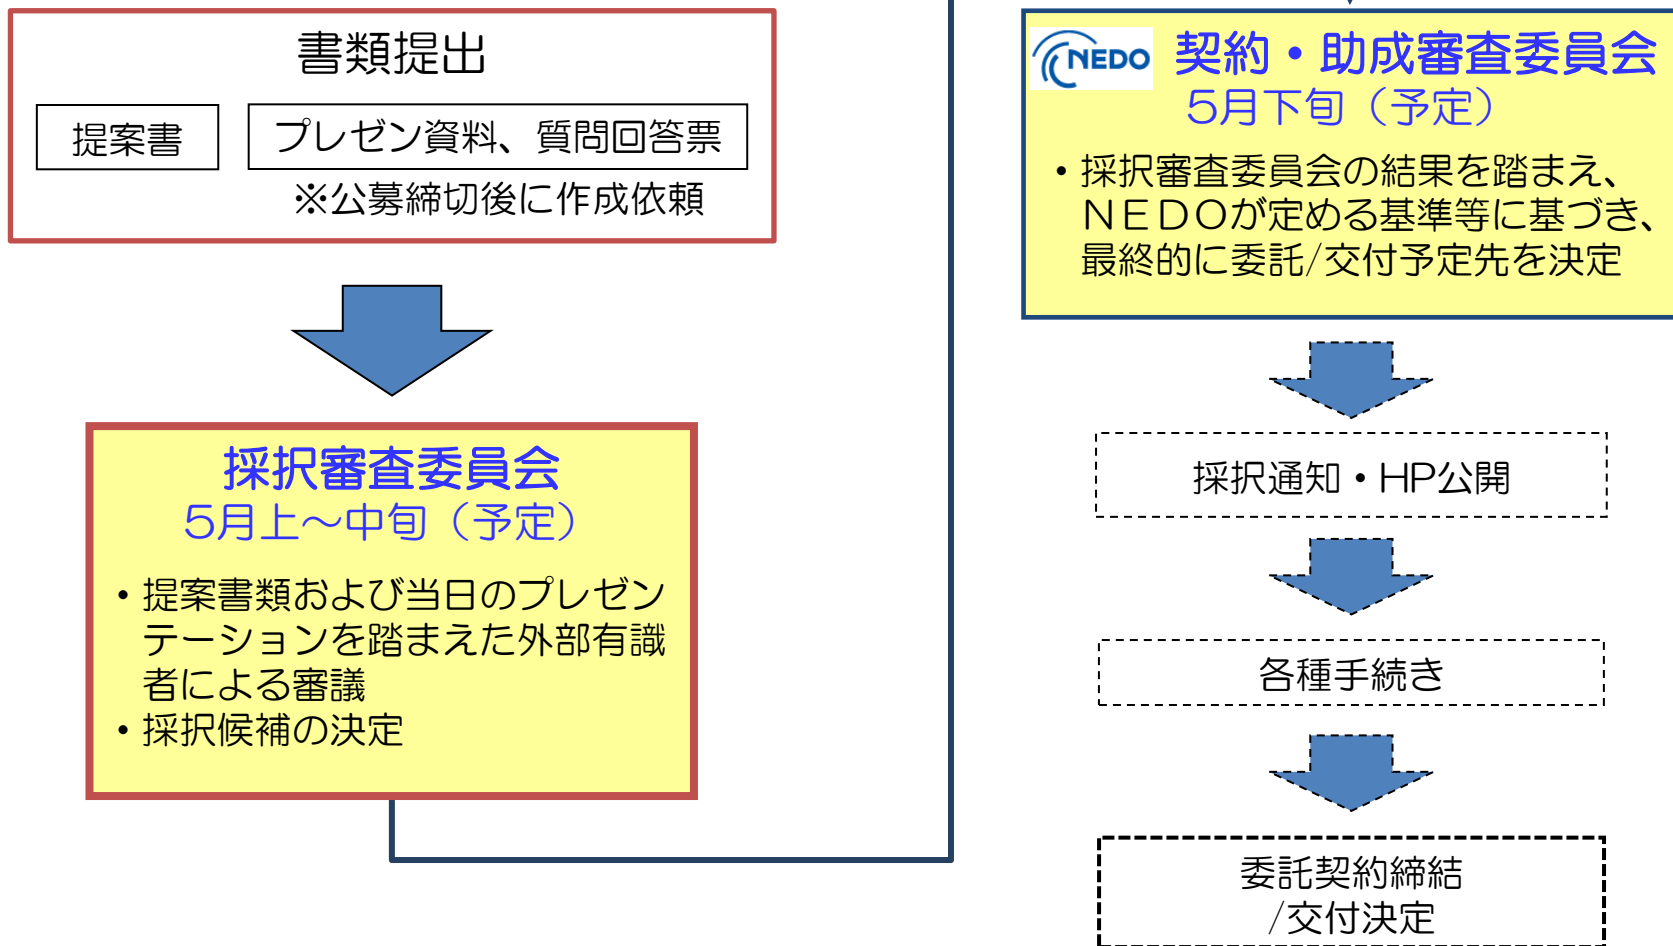 書類提出
提案書
プレゼン資料、質問回答票
※公募締切後に作成依頼
採択審査委員会
5月上～中旬（予定）
・提案書類および当日のプレゼン
テーションを踏まえた外部有識
者による審議
・採択候補の決定
NEDO
契約・助成審査委員会
5月下旬（予定）
・採択審査委員会の結果を踏まえ、
ＮＥＤＯが定める基準等に基づき、
最終的に委託/交付予定先を決定
採択通知・HP公開
各種手続き
委託契約締結
/交付決定